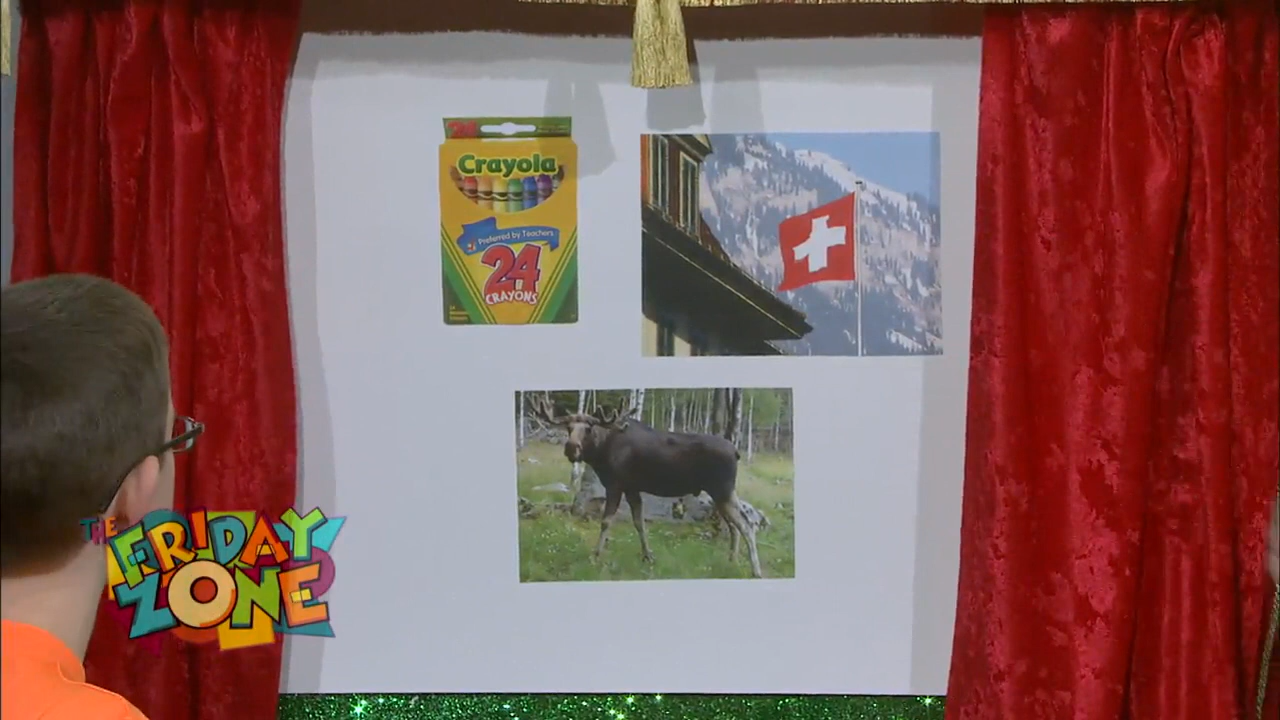 24
Crayola
Preferred by Teachers
24
CRAYONS
THE
FRIDAY
ZONE